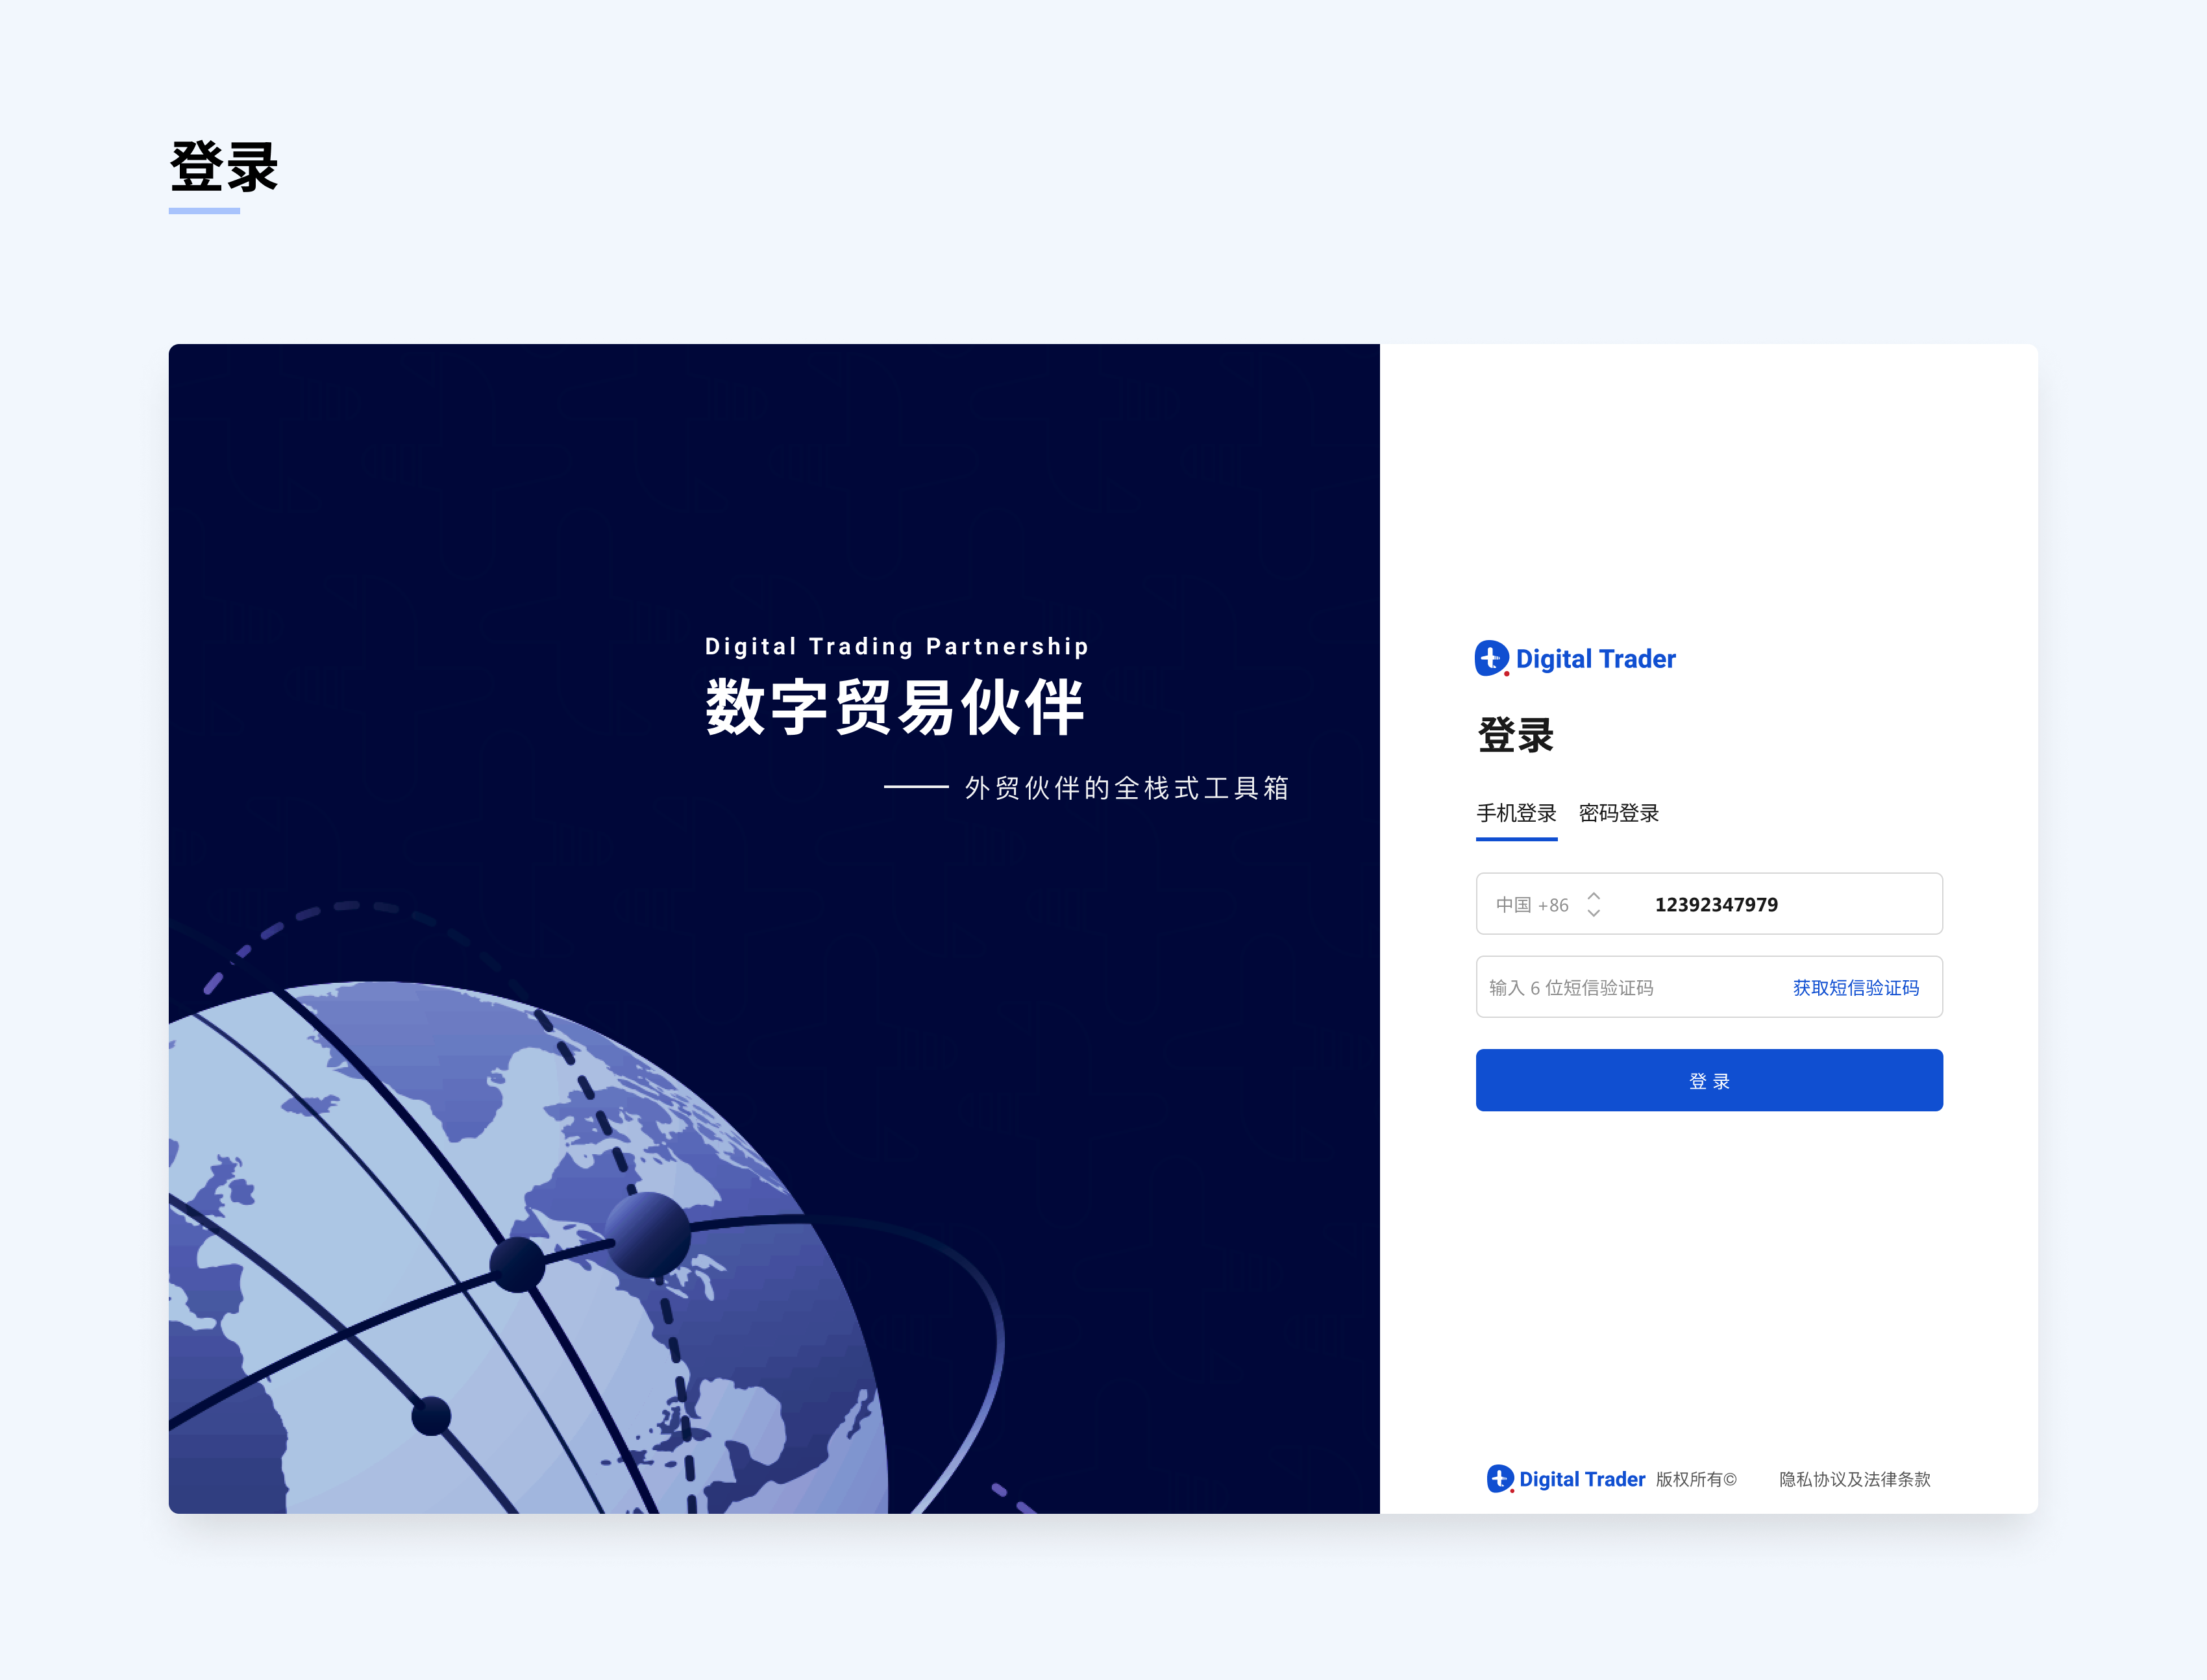 登录
Digital Trading Partnership
数字贸易伙伴
外贸伙伴的全栈式工具箱
Digital Trader
登录
手机登录 密码登录
中国 +86 12392347979
输入 6 位短信验证码 获取短信验证码
登 录
Digital Trader 版权所有© 隐私协议及法律条款